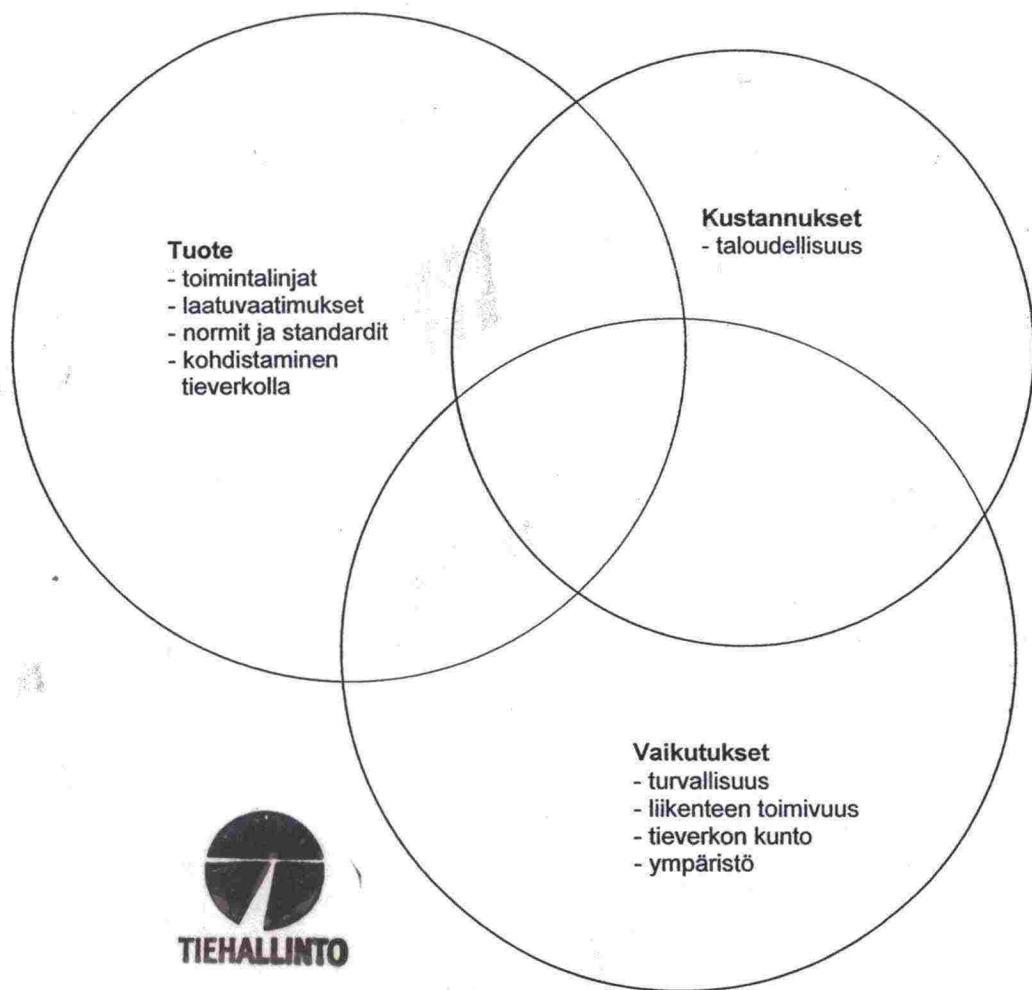 Tuote
- toimintalinjat
- laatuvaatimukset
- normit ja standardit
- kohdistaminen
tieverkolla
Kustannukset
- taloudellisuus
Vaikutukset
- turvallisuus
- liikenteen toimivuus
- tieverkon kunto
- ympäristö
TIEHALLINTO